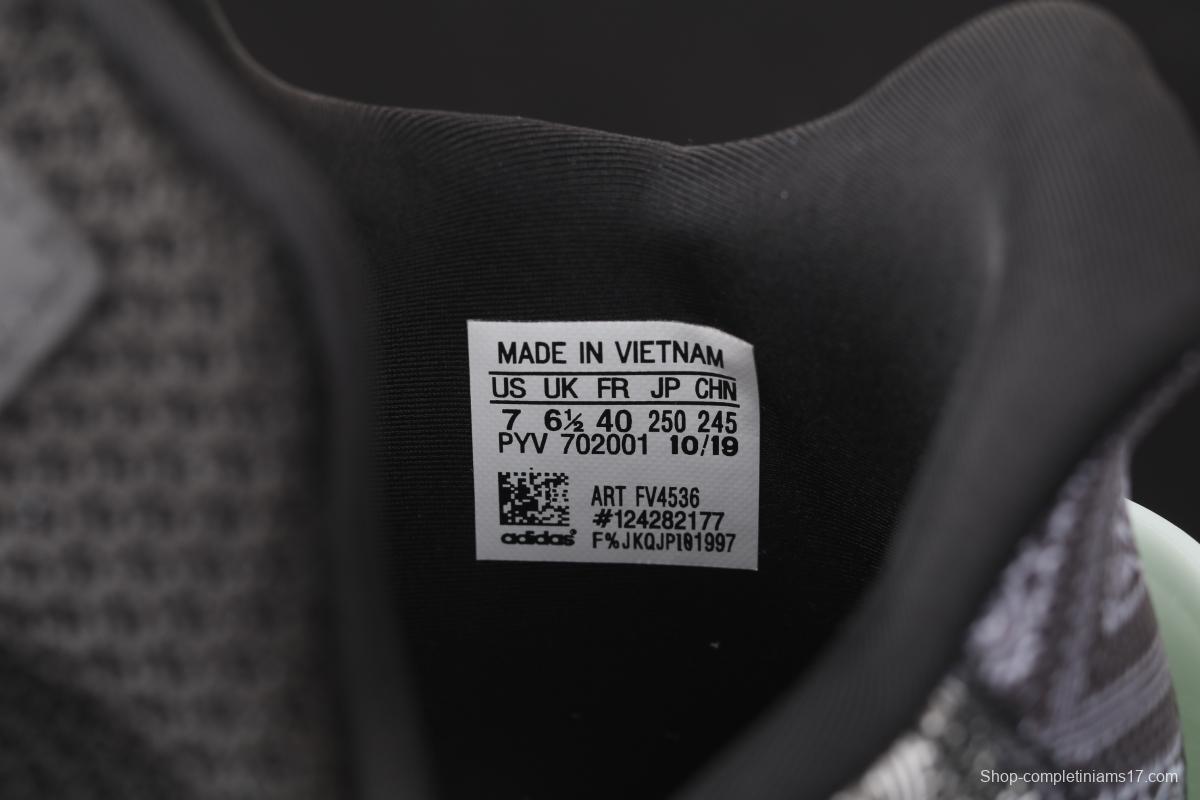 MADE IN VIETNAM
US UK FR JP CHN
7 6½ 40 250 245
PYV 702001 10/19
ART FV4536
#124282177
adidas®
F%JKQJPl01997
Shop-completiniams17.com